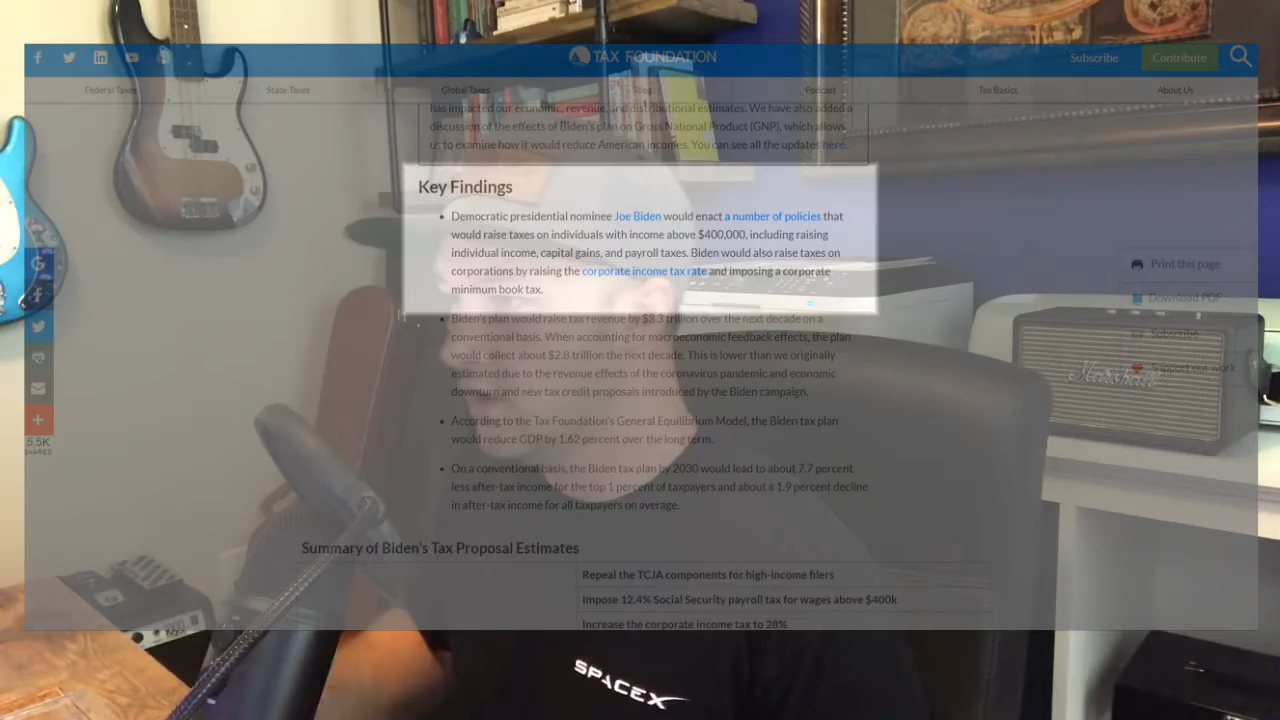 TAX FOUNDATION
Subscribe
Contribute
Federal Taxes
State Taxes
Global Taxes
Blog
Podcast
Tax Basics
About Us
has impacted our economic, revenue, and distributional estimates. We have also added a
discussion of the effects of Biden's plan on Gross National Product (GNP), which allows
us to examine how it would reduce American incomes. You can see all the updates here.
Key Findings
• Democratic presidential nominee Joe Biden would enact a number of policies that
would raise taxes on individuals with income above $400,000, including raising
individual income, capital gains, and payroll taxes. Biden would also raise taxes on
corporations by raising the corporate income tax rate and imposing a corporate
minimum book tax.
• Biden's plan would raise tax revenue by $3.3 trillion over the next decade on a
conventional basis. When accounting for macroeconomic feedback effects, the plan
would collect about $2.8 trillion the next decade. This is lower than we originally
estimated due to the revenue effects of the coronavirus pandemic and economic
downturn and new tax credit proposals introduced by the Biden campaign.
• According to the Tax Foundation's General Equilibrium Model, the Biden tax plan
would reduce GDP by 1.62 percent over the long term.
• On a conventional basis, the Biden tax plan by 2030 would lead to about 7.7 percent
less after-tax income for the top 1 percent of taxpayers and about a 1.9 percent decline
in after-tax income for all taxpayers on average.
Summary of Biden's Tax Proposal Estimates
Repeal the TCJA components for high-income filers
Impose 12.4% Social Security payroll tax for wages above $400k
Increase the corporate income tax to 28%
5.5K
SHARES
Print this page
Download PDF
Subscribe
Support our work
Marshall
SPACEX